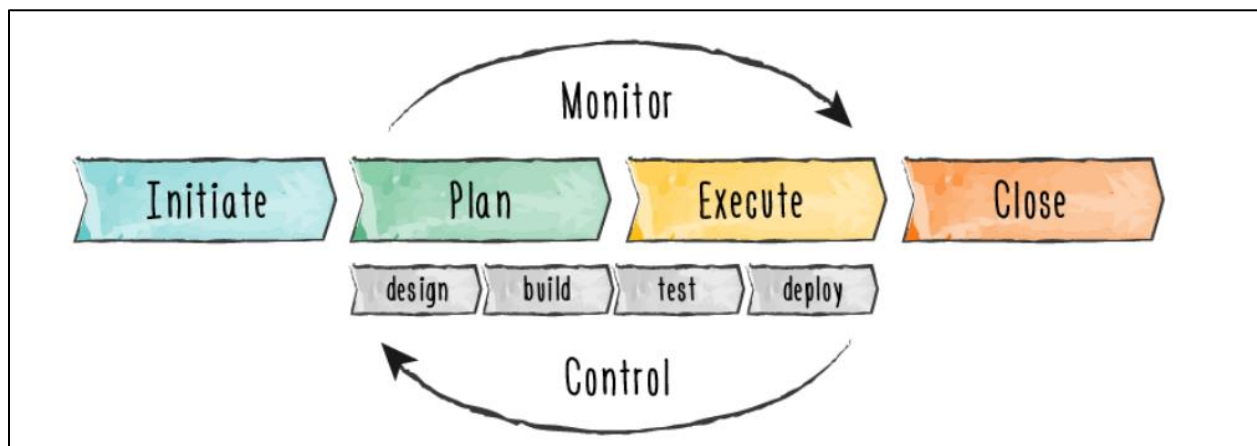 Monitor
Initiate Plan Execute Close
design build test deploy
Control